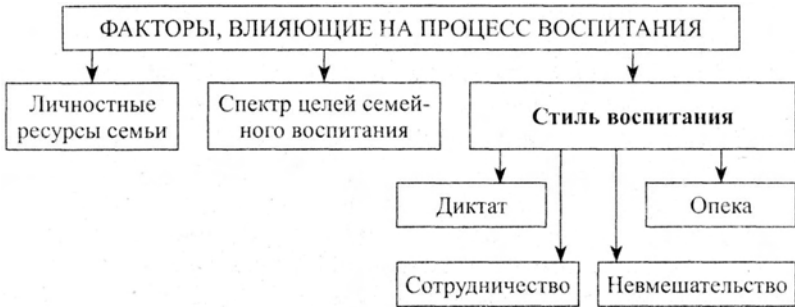 ФАКТОРЫ, ВЛИЯЮЩИЕ НА ПРОЦЕСС ВОСПИТАНИЯ
Личностные
ресурсы семьи
Спектр целей семей-
ного воспитания
Стиль воспитания
Диктат
Опека
Сотрудничество
Невмешательство